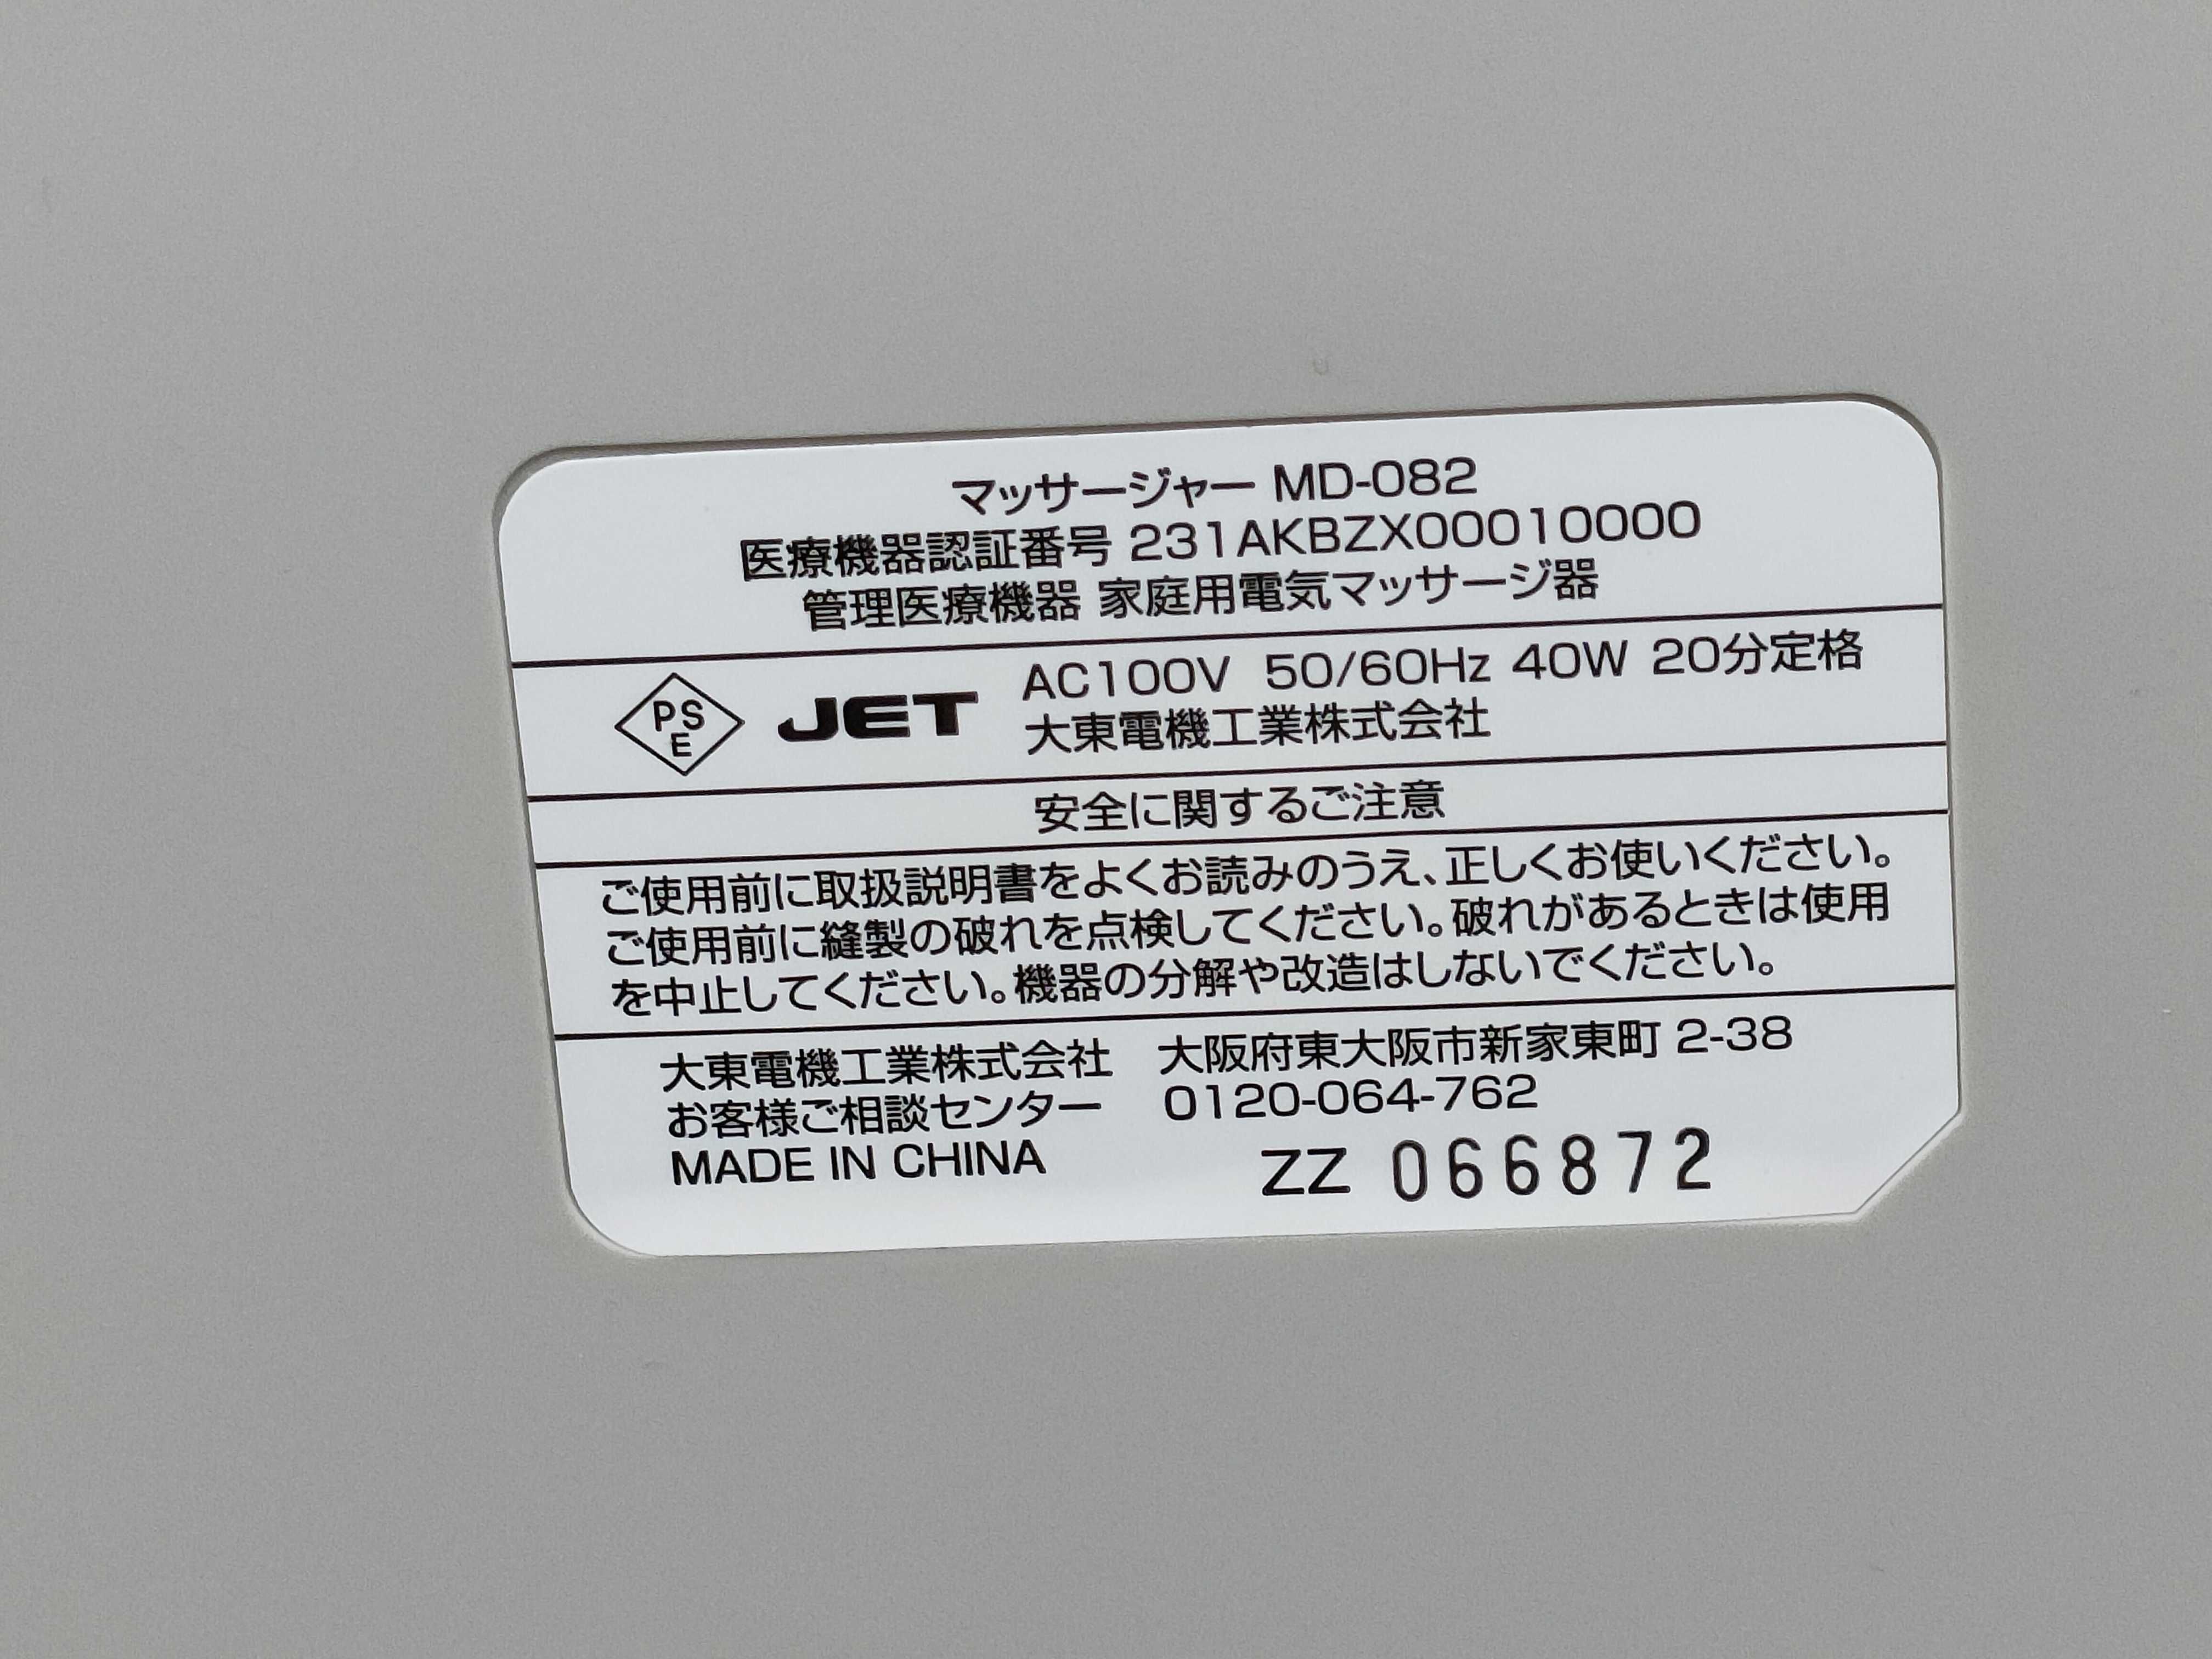 マッサージャー MD-082
医療機器認証番号 231AKBZX00010000
管理医療機器 家庭用電気マッサージ器
PS
E
JET
AC100V 50/60Hz 40W 20分定格
大東電機工業株式会社
安全に関するご注意
ご使用前に取扱説明書をよくお読みのうえ、正しくお使いください。
ご使用前に縫製の破れを点検してください。破れがあるときは使用
を中止してください。機器の分解や改造はしないでください。
大東電機工業株式会社 大阪府東大阪市新家東町 2-38
お客様ご相談センター 0120-064-762
MADE IN CHINA ZZ 066872